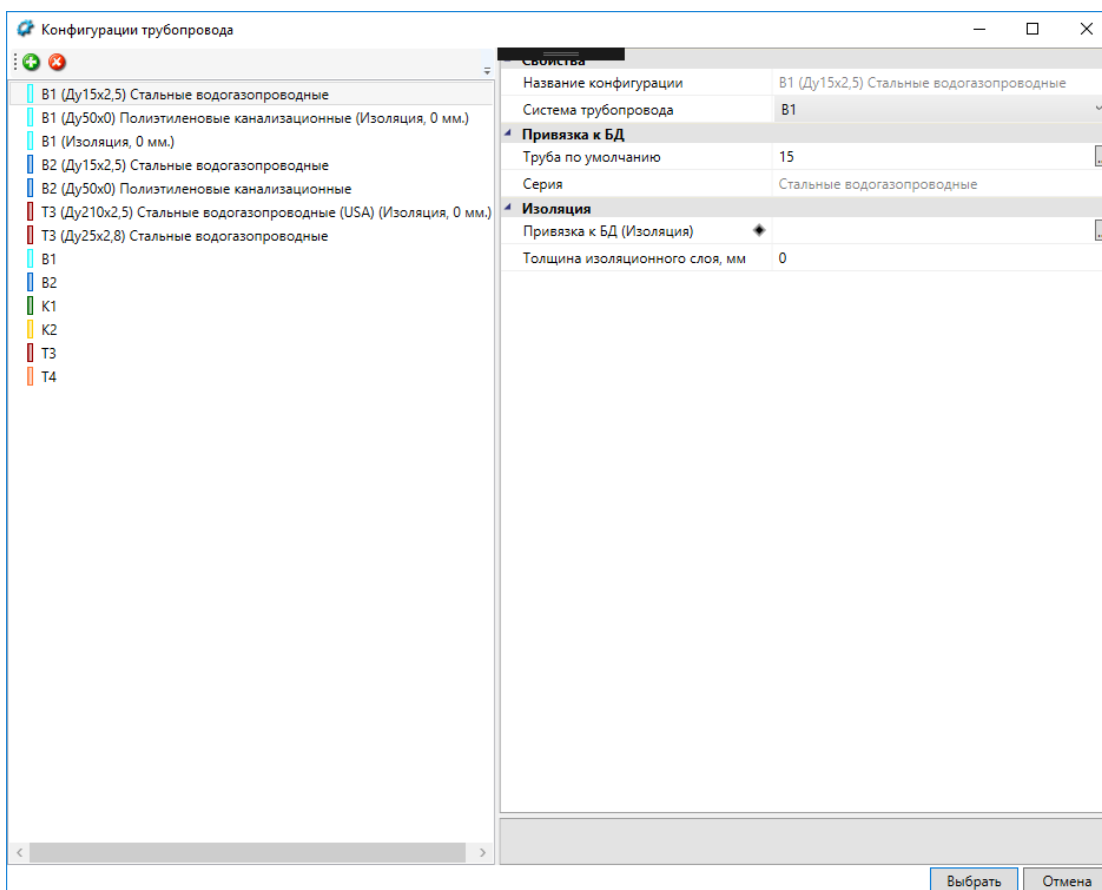 Конфигурации трубопровода
В1 (Ду15х2,5) Стальные водогазопроводные
В1 (Ду50х0) Полиэтиленовые канализационные (Изоляция, 0 мм.)
В1 (Изоляция, 0 мм.)
В2 (Ду15х2,5) Стальные водогазопроводные
В2 (Ду50х0) Полиэтиленовые канализационные
Т3 (Ду210х2,5) Стальные водогазопроводные (USA) (Изоляция, 0 мм.)
Т3 (Ду25х2,8) Стальные водогазопроводные
В1
В2
К1
К2
Т3
Т4
Свойства
Название конфигурации В1 (Ду15х2,5) Стальные водогазопроводные
Система трубопровода В1
Привязка к БД
Труба по умолчанию 15
Серия Стальные водогазопроводные
Изоляция
Привязка к БД (Изоляция)
Толщина изоляционного слоя, мм 0
Выбрать Отмена